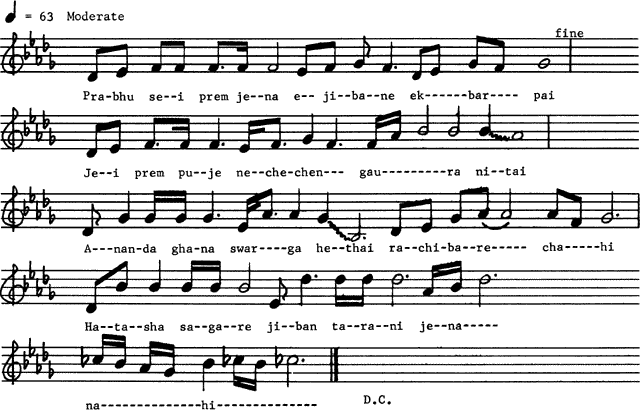 ♩ = 63 Moderate
fine
Pra-bhu se--i prem je--na e-- ji--ba--ne ek------bar---- pai
Je--i prem pu--je ne--che-chen--- gau---------ra ni--tai
A---nan-da gha-na swar----ga he--thai ra--chi-ba--re----- cha-----hi
Ha-ta--sha sa--ga--re ji--ban ta--ra--ni je-na-----
na--------------hi--------------
D.C.